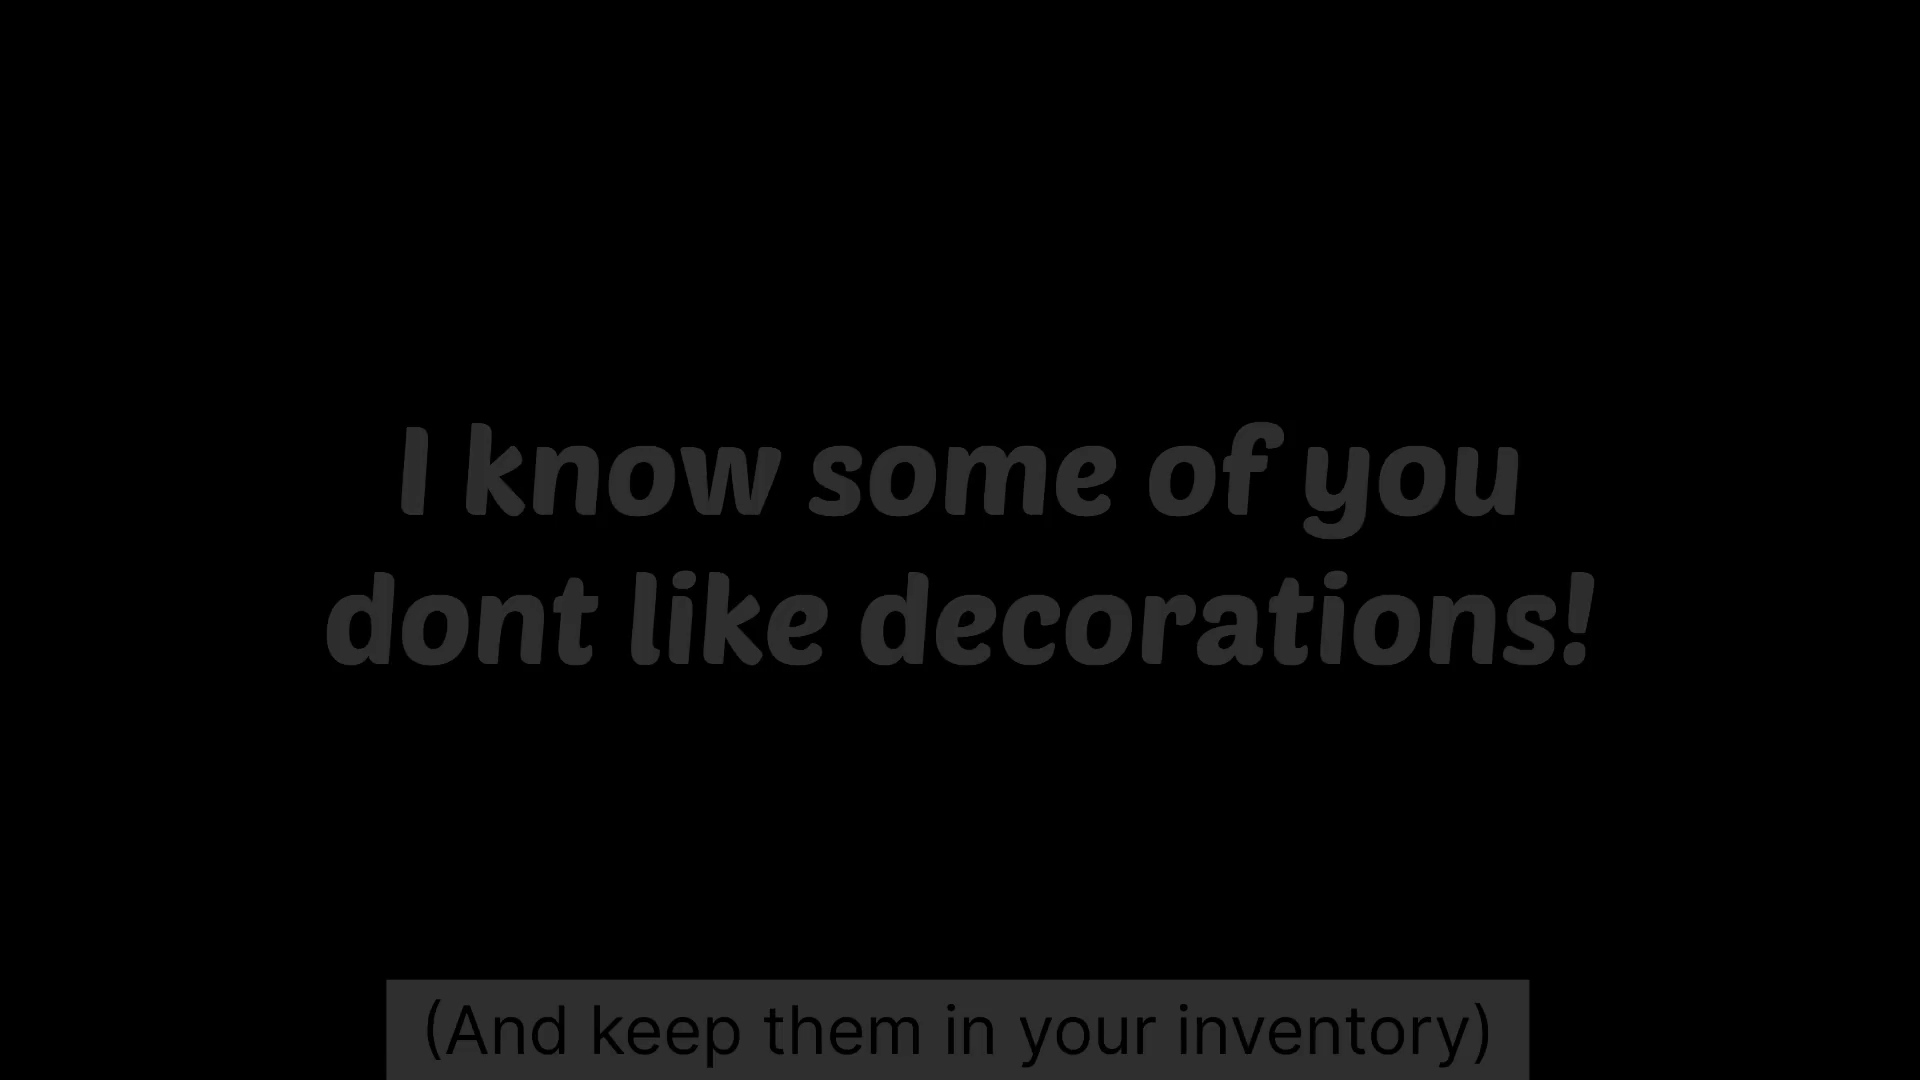 I know some of you
dont like decorations!
(And keep them in your inventory)